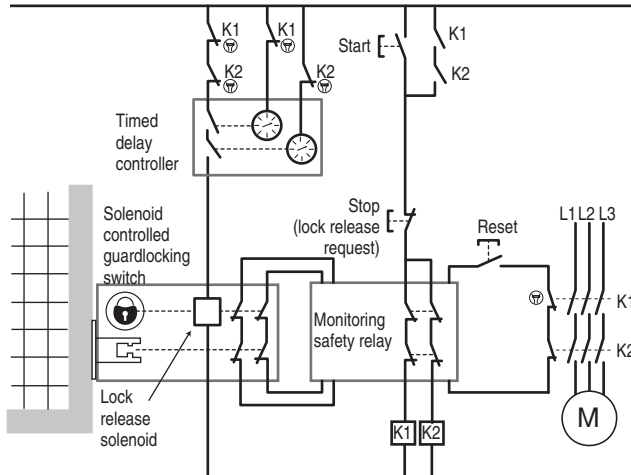 K1
K1
K2
K2
Timed
delay
controller
Start
K1
K2
Stop
(lock release
request)
Reset
L1 L2 L3
Solenoid
controlled
guardlocking
switch
Monitoring
safety relay
K1
K2
Lock
release
solenoid
K1
K2
M